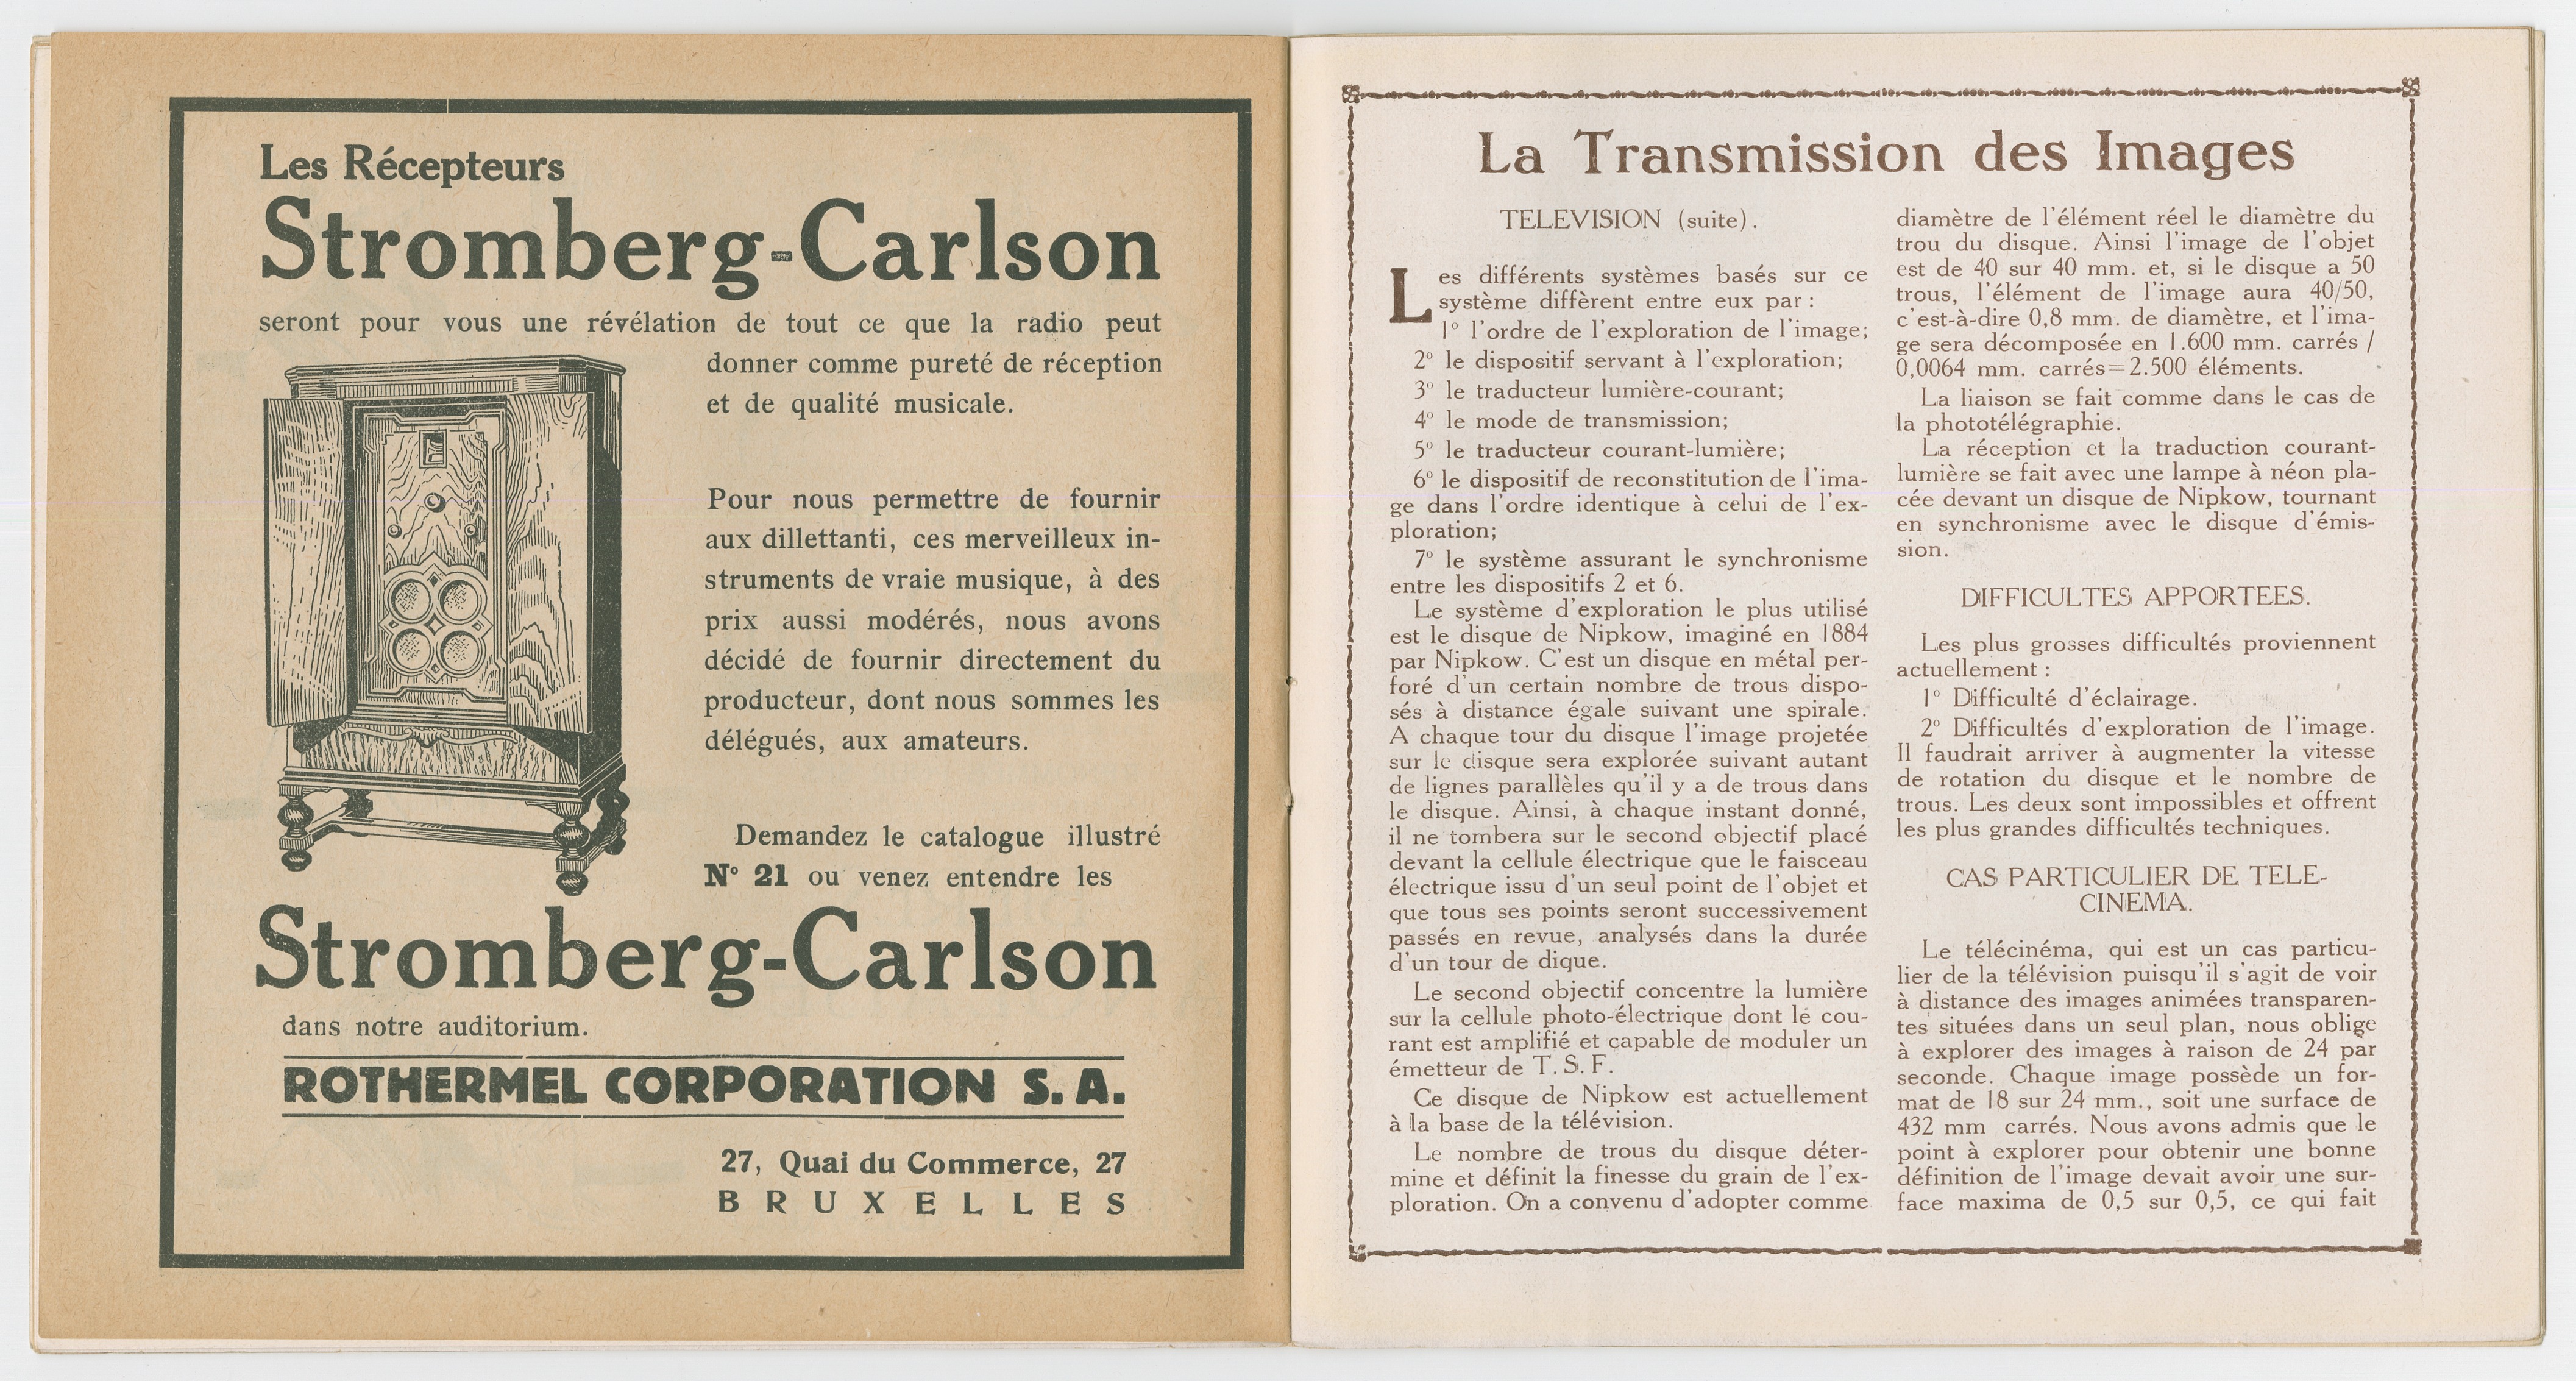 Les Récepteurs
Stromberg-Carlson
seront pour vous une révélation de tout ce que la radio peut
donner comme pureté de réception
et de qualité musicale.
Pour nous permettre de fournir
aux dillettanti, ces merveilleux in-
struments de vraie musique, à des
prix aussi modérés, nous avons
décidé de fournir directement du
producteur, dont nous sommes les
délégués, aux amateurs.
Demandez le catalogue illustré
N° 21 ou venez entendre les
Stromberg-Carlson
dans notre auditorium.
ROTHERMEL CORPORATION S. A.
27, Quai du Commerce, 27
BRUXELLES
La Transmission des Images
TELEVISION (suite).
Les différents systèmes basés sur ce
système diffèrent entre eux par :
1° l'ordre de l'exploration de l'image;
2° le dispositif servant à l'exploration;
3° le traducteur lumière-courant;
4° le mode de transmission;
5° le traducteur courant-lumière;
6° le dispositif de reconstitution de l'ima-
ge dans l'ordre identique à celui de l'ex-
ploration;
7° le système assurant le synchronisme
entre les dispositifs 2 et 6.
Le système d'exploration le plus utilisé
est le disque de Nipkow, imaginé en 1884
par Nipkow. C'est un disque en métal per-
foré d'un certain nombre de trous dispo-
sés à distance égale suivant une spirale.
A chaque tour du disque l'image projetée
sur le disque sera explorée suivant autant
de lignes parallèles qu'il y a de trous dans
le disque. Ainsi, à chaque instant donné,
il ne tombera sur le second objectif placé
devant la cellule électrique que le faisceau
électrique issu d'un seul point de l'objet et
que tous ses points seront successivement
passés en revue, analysés dans la durée
d'un tour de dique.
Le second objectif concentre la lumière
sur la cellule photo-électrique dont le cou-
rant est amplifié et capable de moduler un
émetteur de T. S. F.
Ce disque de Nipkow est actuellement
à la base de la télévision.
Le nombre de trous du disque déter-
mine et définit la finesse du grain de l'ex-
ploration. On a convenu d'adopter comme
diamètre de l'élément réel le diamètre du
trou du disque. Ainsi l'image de l'objet
est de 40 sur 40 mm. et, si le disque a 50
trous, l'élément de l'image aura 40/50,
c'est-à-dire 0,8 mm. de diamètre, et l'ima-
ge sera décomposée en 1.600 mm. carrés /
0,0064 mm. carrés=2.500 éléments.
La liaison se fait comme dans le cas de
la phototélégraphie.
La réception et la traduction courant-
lumière se fait avec une lampe à néon pla-
cée devant un disque de Nipkow, tournant
en synchronisme avec le disque d'émis-
sion.
DIFFICULTES APPORTEES.
Les plus grosses difficultés proviennent
actuellement :
1° Difficulté d'éclairage.
2° Difficultés d'exploration de l'image.
Il faudrait arriver à augmenter la vitesse
de rotation du disque et le nombre de
trous. Les deux sont impossibles et offrent
les plus grandes difficultés techniques.
CAS PARTICULIER DE TELE-
CINEMA.
Le télécinéma, qui est un cas particu-
lier de la télévision puisqu'il s'agit de voir
à distance des images animées transparen-
tes situées dans un seul plan, nous oblige
à explorer des images à raison de 24 par
seconde. Chaque image possède un for-
mat de 18 sur 24 mm., soit une surface de
432 mm carrés. Nous avons admis que le
point à explorer pour obtenir une bonne
définition de l'image devait avoir une sur-
face maxima de 0,5 sur 0,5, ce qui fait